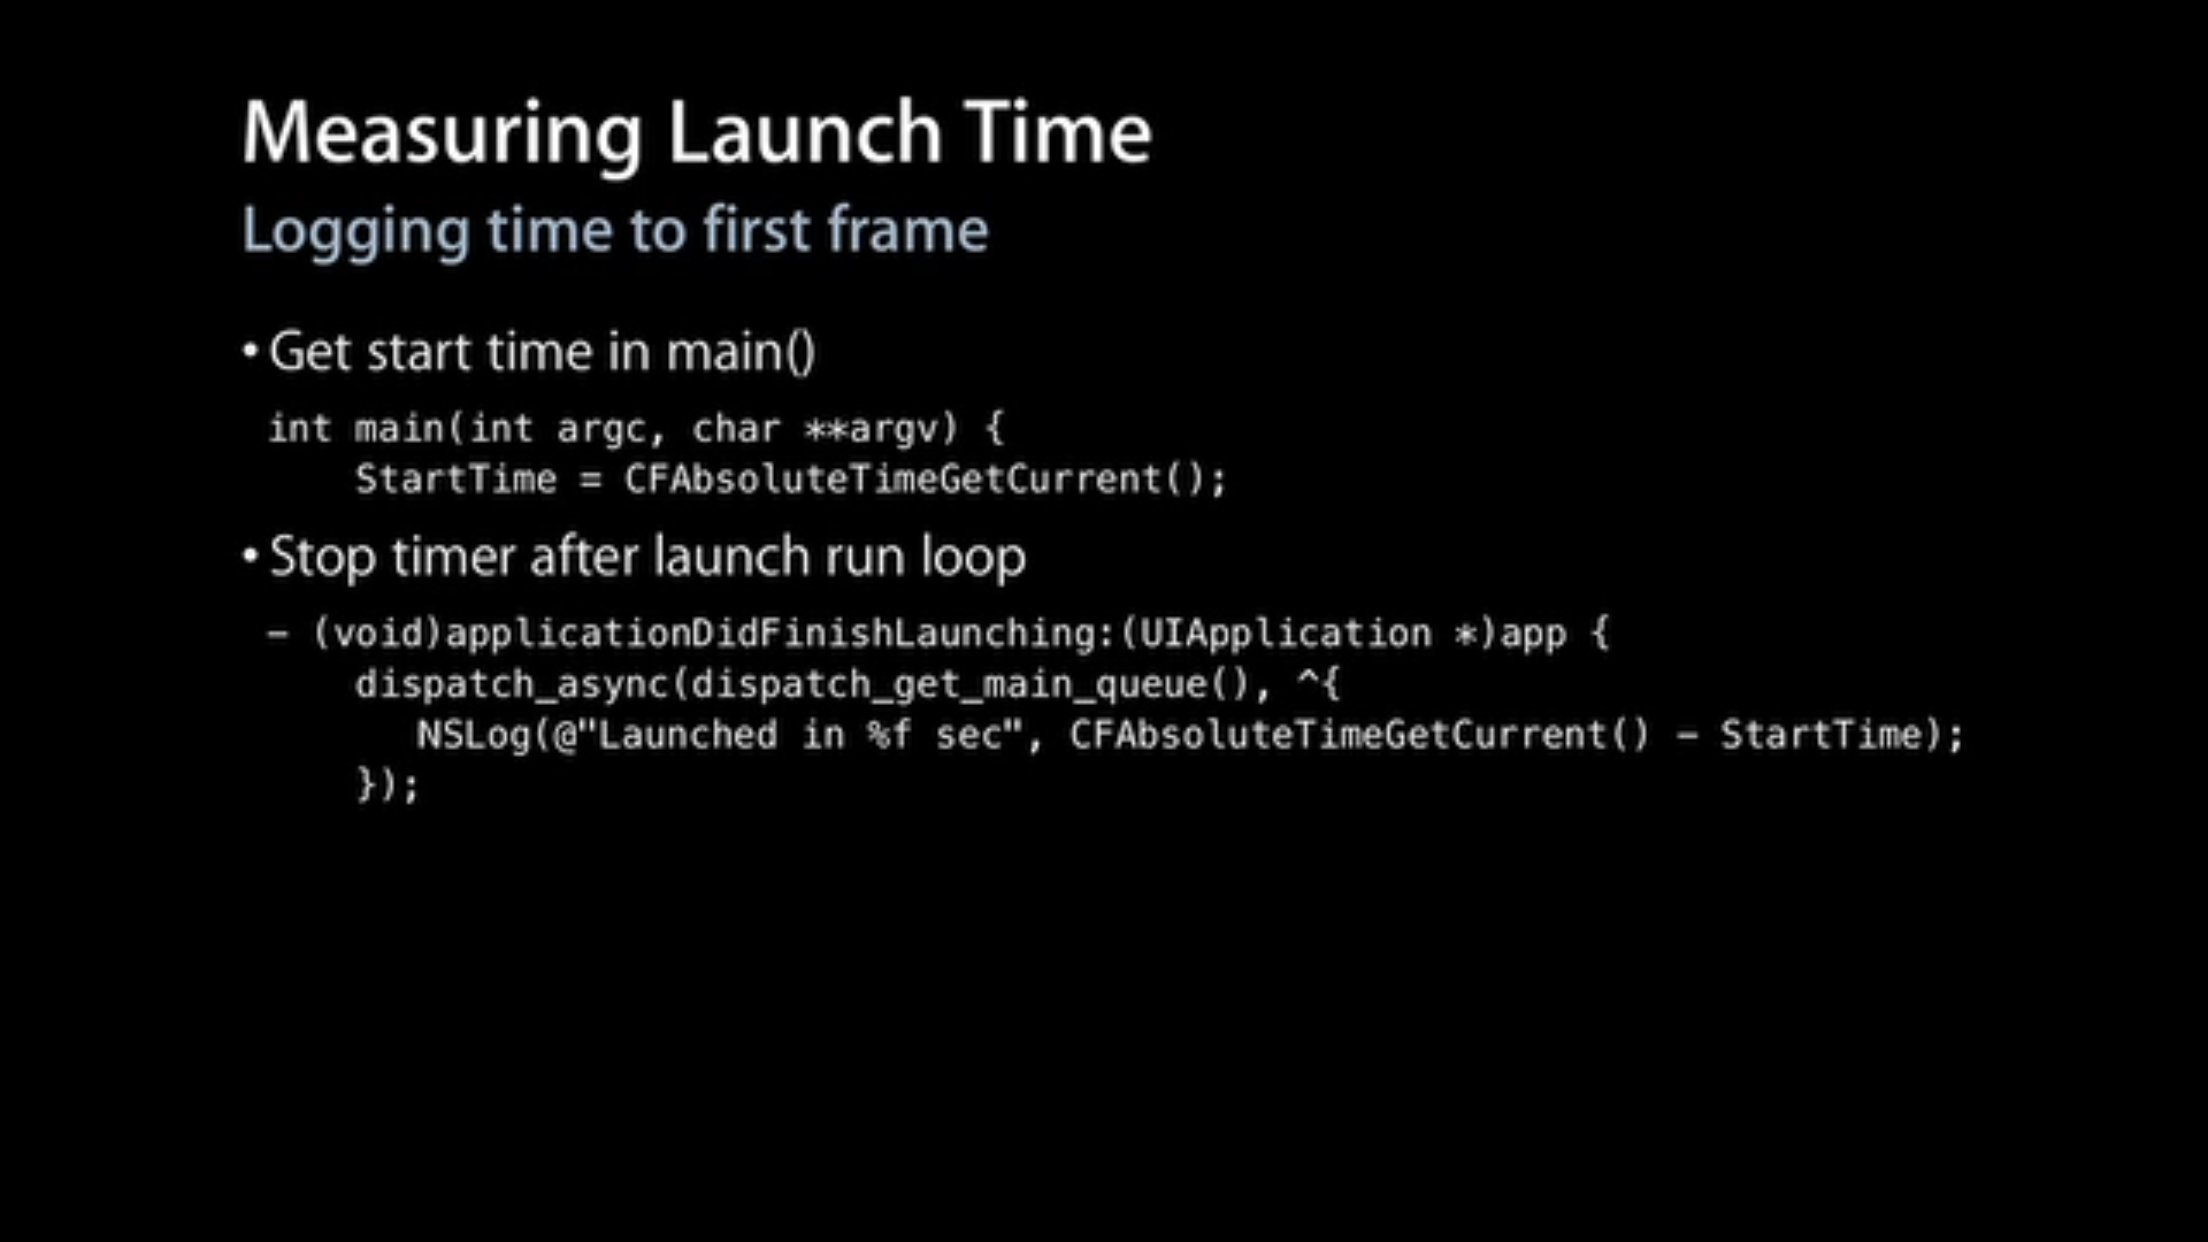 Measuring Launch Time
Logging time to first frame
• Get start time in main()
int main(int argc, char **argv) {
StartTime = CFAbsoluteTimeGetCurrent();
• Stop timer after launch run loop
– (void)applicationDidFinishLaunching:(UIApplication *)app {
dispatch_async(dispatch_get_main_queue(), ^{
NSLog(@"Launched in %f sec", CFAbsoluteTimeGetCurrent() – StartTime);
});